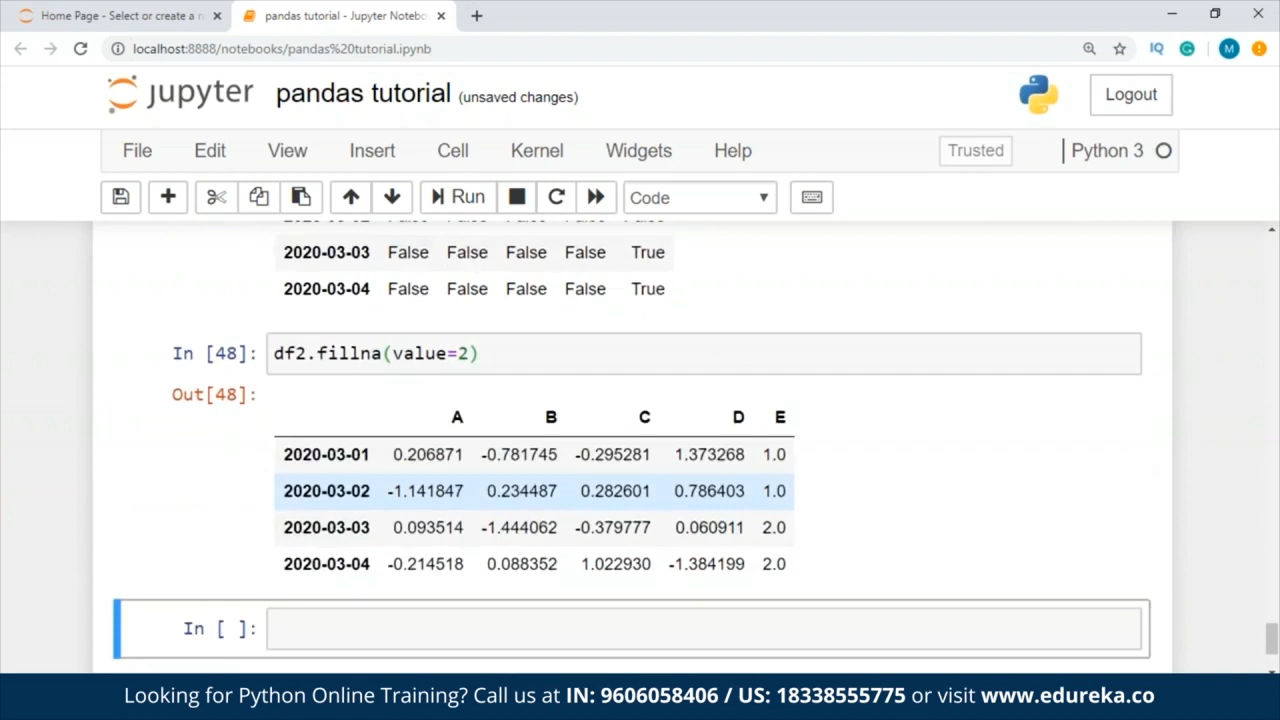 Home Page - Select or create a n
pandas tutorial - Jupyter Notebo
localhost:8888/notebooks/pandas%20tutorial.ipynb
IQ
G
M
jupyter pandas tutorial (unsaved changes)
Logout
File Edit View Insert Cell Kernel Widgets Help
Trusted
Python 3
Run
Code
2020-03-03 False False False False True
2020-03-04 False False False False True
In [48]: df2.fillna(value=2)
Out[48]:
A B C D E
2020-03-01 0.206871 -0.781745 -0.295281 1.373268 1.0
2020-03-02 -1.141847 0.234487 0.282601 0.786403 1.0
2020-03-03 0.093514 -1.444062 -0.379777 0.060911 2.0
2020-03-04 -0.214518 0.088352 1.022930 -1.384199 2.0
In [ ]:
Looking for Python Online Training? Call us at IN: 9606058406 / US: 18338555775 or visit www.edureka.co